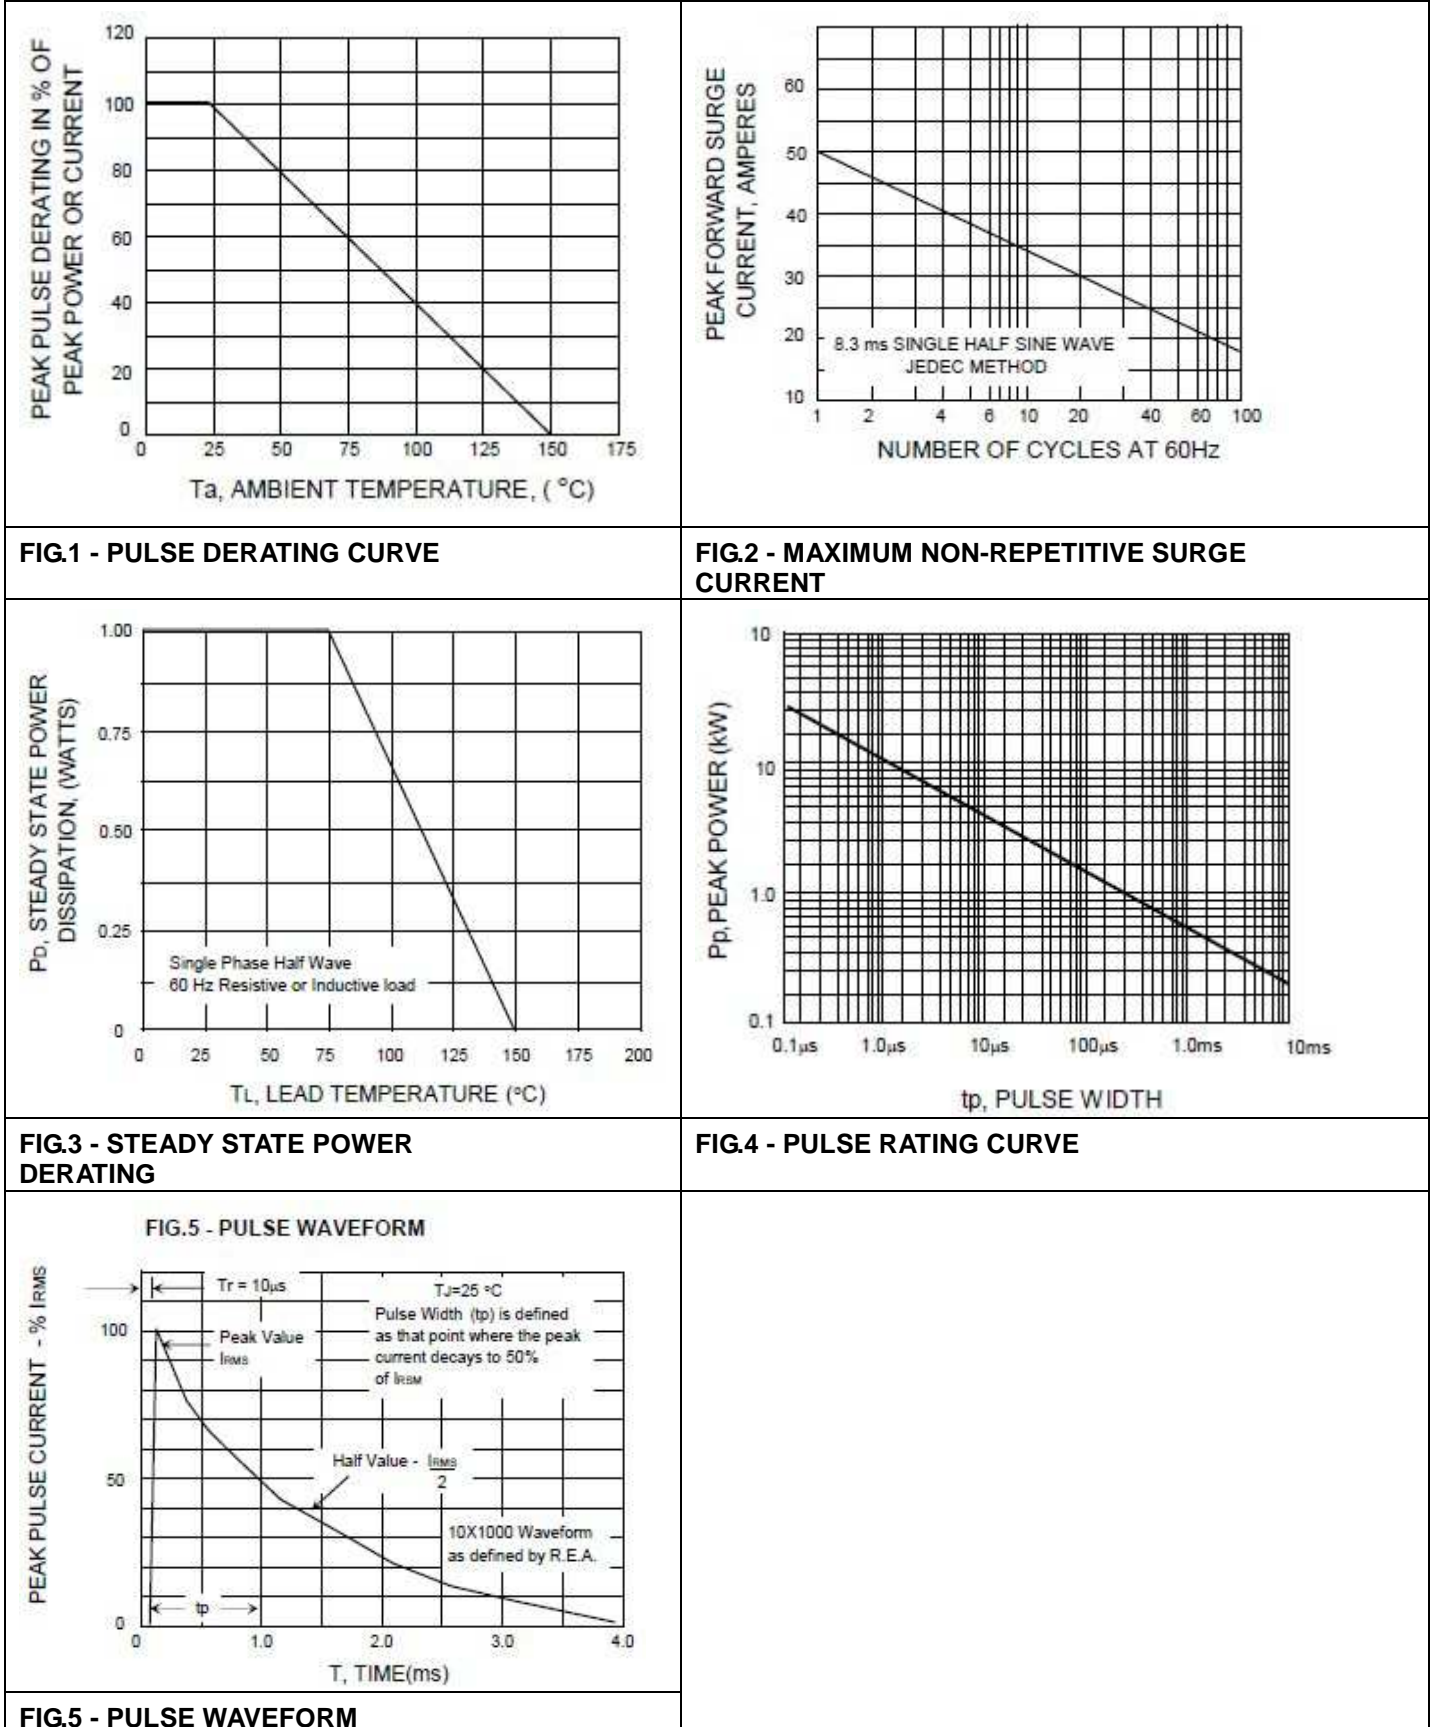 PEAK PULSE DERATING IN % OF
PEAK POWER OR CURRENT
120
100
80
60
40
20
0
0 25 50 75 100 125 150 175
Ta, AMBIENT TEMPERATURE, ( °C)
PEAK FORWARD SURGE
CURRENT, AMPERES
60
50
40
30
20
10
8.3 ms SINGLE HALF SINE WAVE
JEDEC METHOD
1 2 4 6 10 20 40 60 100
NUMBER OF CYCLES AT 60Hz
FIG.1 - PULSE DERATING CURVE
FIG.2 - MAXIMUM NON-REPETITIVE SURGE
CURRENT
PD, STEADY STATE POWER
DISSIPATION, (WATTS)
1.00
0.75
0.50
0.25
0
Single Phase Half Wave
60 Hz Resistive or Inductive load
0 25 50 75 100 125 150 175 200
TL, LEAD TEMPERATURE (°C)
Pp, PEAK POWER (kW)
10
10
1.0
0.1
0.1µs 1.0µs 10µs 100µs 1.0ms 10ms
tp, PULSE WIDTH
FIG.3 - STEADY STATE POWER
DERATING
FIG.4 - PULSE RATING CURVE
FIG.5 - PULSE WAVEFORM
PEAK PULSE CURRENT - % IRMS
Tr = 10µs
TJ=25 °C
Pulse Width (tp) is defined
as that point where the peak
current decays to 50%
of IRSM
100
Peak Value
IRMS
Half Value - IRMS
2
50
10X1000 Waveform
as defined by R.E.A.
tp
0
0 1.0 2.0 3.0 4.0
T, TIME(ms)
FIG.5 - PULSE WAVEFORM